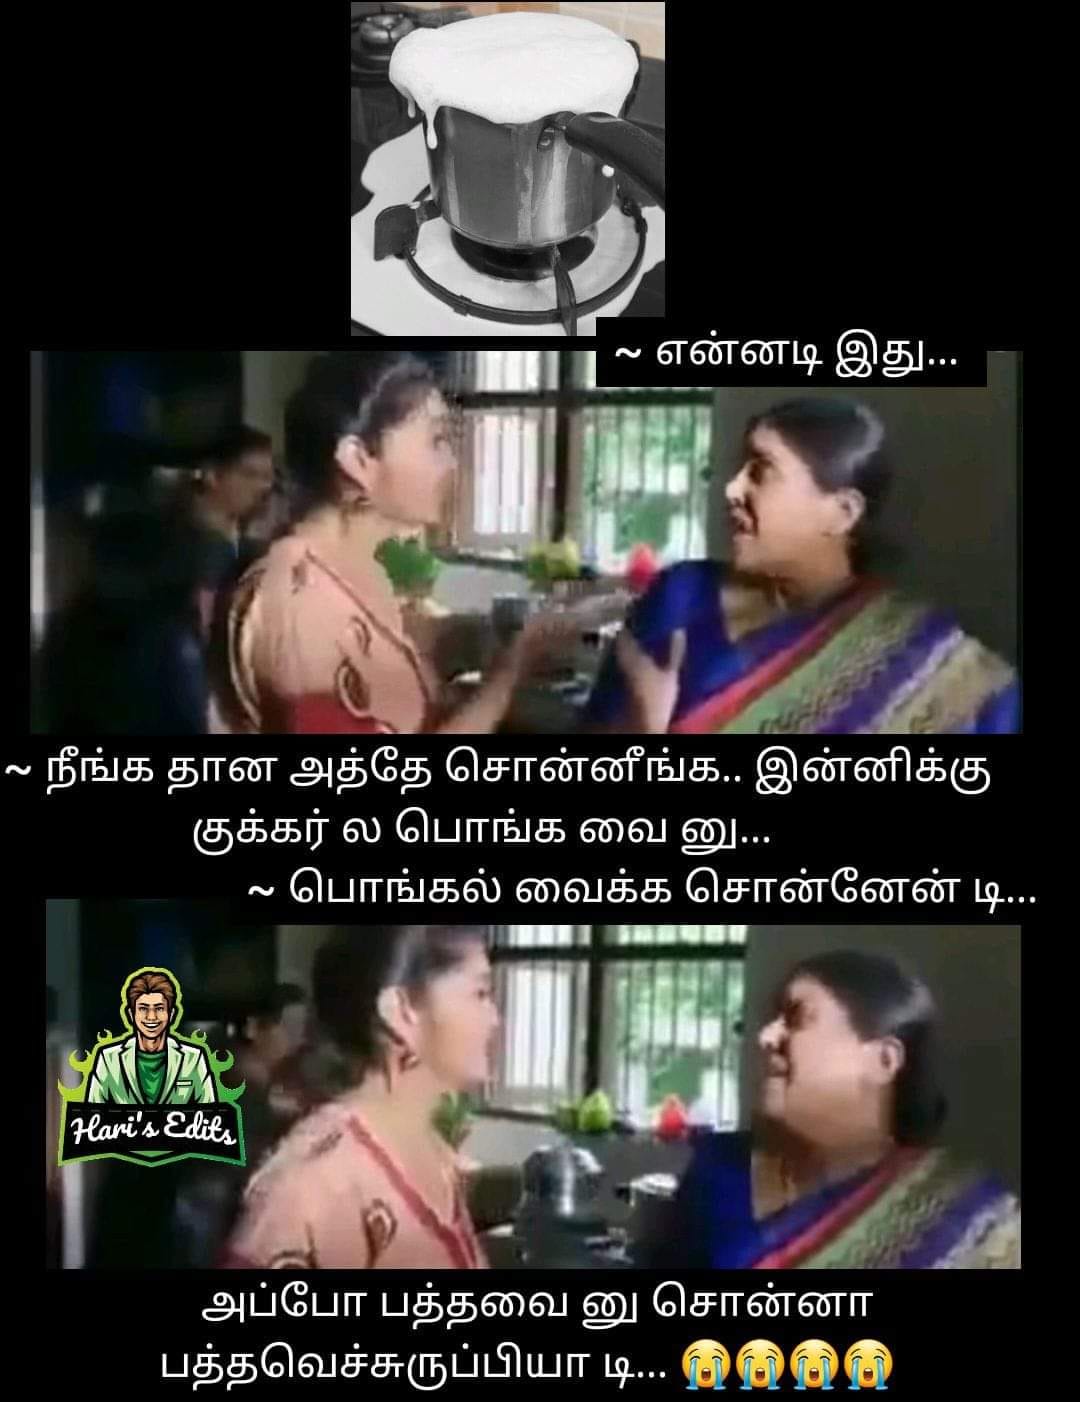 ~ என்னடி இது...
~ நீங்க தான அத்தே சொன்னீங்க.. இன்னிக்கு
குக்கர் ல பொங்க வை னு...
~ பொங்கல் வைக்க சொன்னேன் டி...
Hari's Edits
அப்போ பத்தவை னு சொன்னா
பத்தவெச்சுருப்பியா டி... 😭😭😭😭